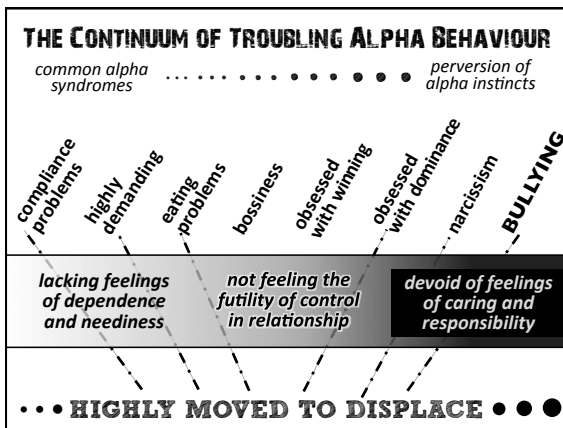 THE CONTINUUM OF TROUBLING ALPHA BEHAVIOUR
common alpha
syndromes
perversion of
alpha instincts
compliance
problems
highly
demanding
eating
problems
bossiness
obsessed
with winning
obsessed
with dominance
narcissism
BULLYING
lacking feelings
of dependence
and neediness
not feeling the
futility of control
in relationship
devoid of feelings
of caring and
responsibility
HIGHLY MOVED TO DISPLACE